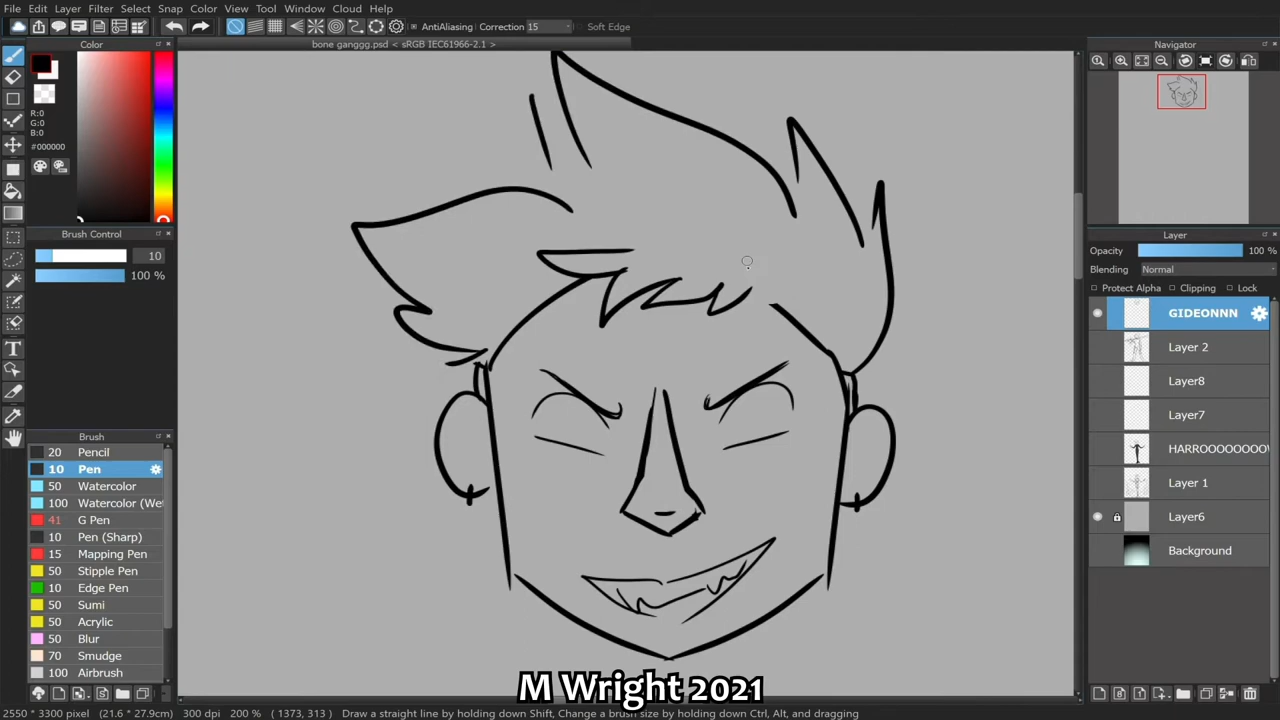 File Edit Layer Filter Select Snap Color View Tool Window Cloud Help
AntiAliasing Correction 15 Soft Edge
bone ganggg.psd < sRGB IEC61966-2.1 >
Color
R:0
G:0
B:0
#000000
Brush Control
10
100 %
Brush
20 Pencil
10 Pen
50 Watercolor
100 Watercolor (Wet
41 G Pen
10 Pen (Sharp)
15 Mapping Pen
50 Stipple Pen
10 Edge Pen
50 Sumi
50 Acrylic
50 Blur
70 Smudge
100 Airbrush
Navigator
Layer
Opacity 100 %
Blending Normal
Protect Alpha Clipping Lock
GIDEONNN
Layer 2
Layer8
Layer7
HARROOOOOOOW
Layer 1
Layer6
Background
M Wright 2021
2550 * 3300 pixel (21.6 * 27.9cm) 300 dpi 200 % ( 1373, 313 ) Draw a straight line by holding down Shift, Change a brush size by holding down Ctrl, Alt, and dragging